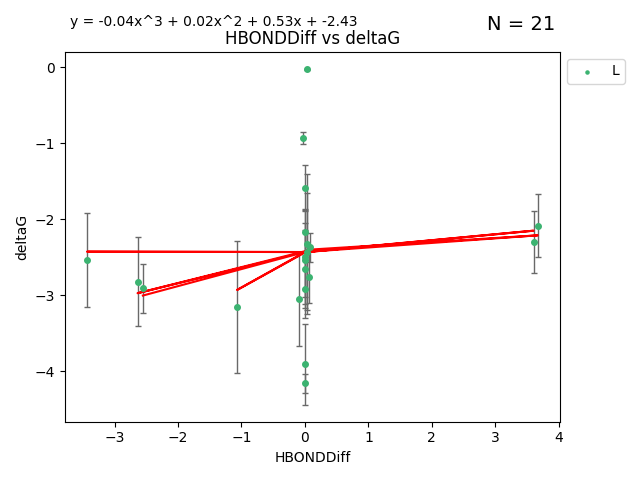 y = -0.04x^3 + 0.02x^2 + 0.53x + -2.43
N = 21
HBONDDiff vs deltaG
L
0
−1
−2
−3
−4
deltaG
−3 −2 −1 0 1 2 3 4
HBONDDiff